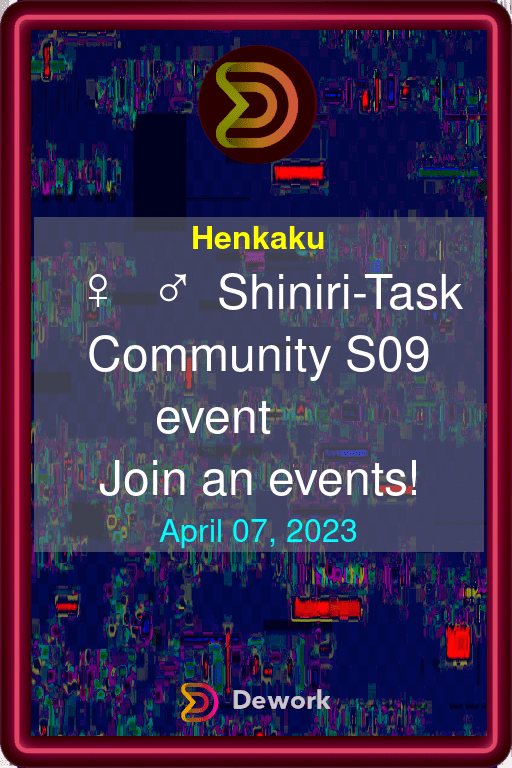 Henkaku
♀ ♂ Shiniri-Task
Community S09
event
Join an events!
April 07, 2023
Dework